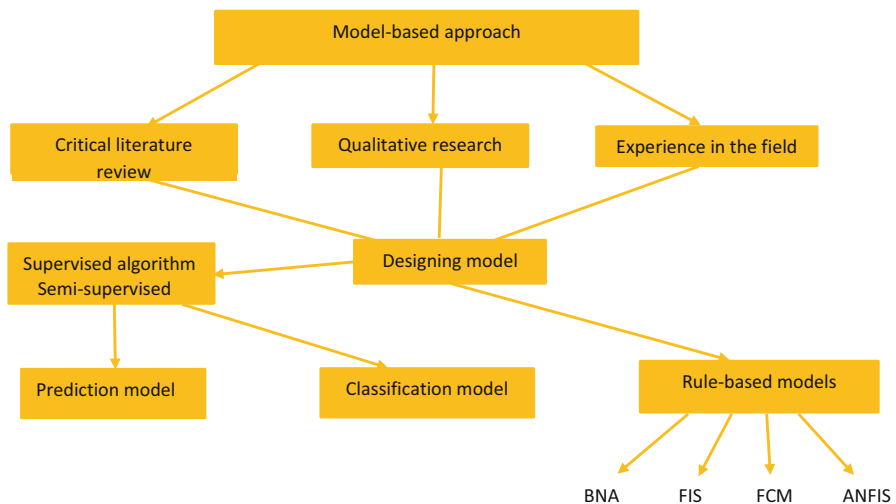 Model-based approach
Critical literature
review
Qualitative research
Experience in the field
Supervised algorithm
Semi-supervised
Designing model
Prediction model
Classification model
Rule-based models
BNA
FIS
FCM
ANFIS